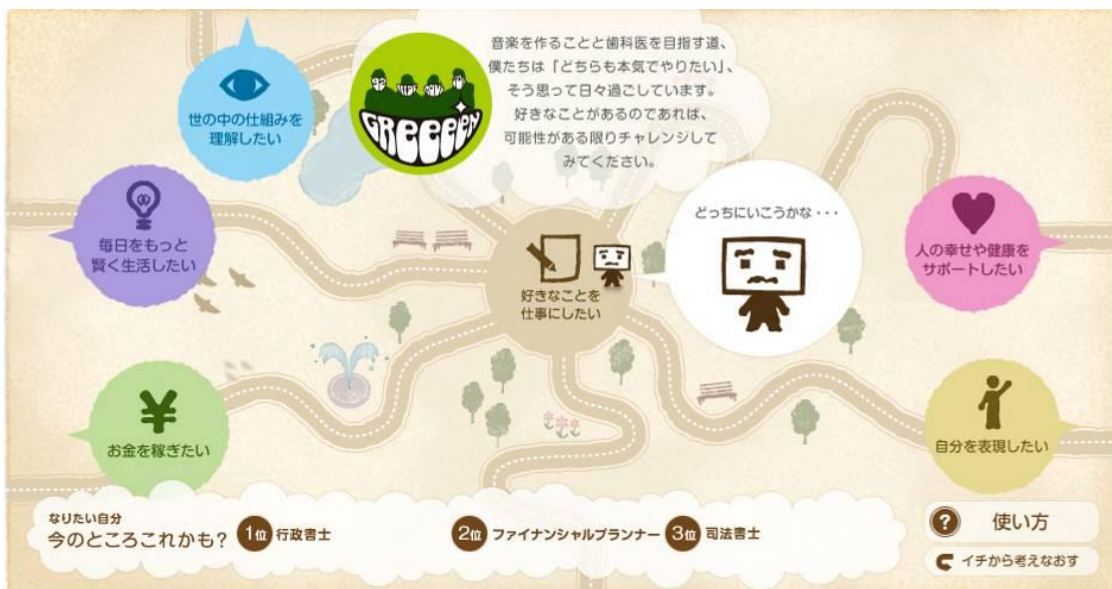 音楽を作ることと歯科医を目指す道、
僕たちは「どちらも本気でやりたい」、
そう思って日々過ごしています。
好きなことがあるのであれば、
可能性がある限りチャレンジして
みてください。
GReeeeN
世の中の仕組みを
理解したい
毎日をもっと
賢く生活したい
どっちにいこうかな・・・
人の幸せや健康を
サポートしたい
好きなことを
仕事にしたい
¥
お金を稼ぎたい
自分を表現したい
なりたい自分
今のところこれかも?
1位 行政書士
2位 ファイナンシャルプランナー
3位 司法書士
? 使い方
イチから考えなおす